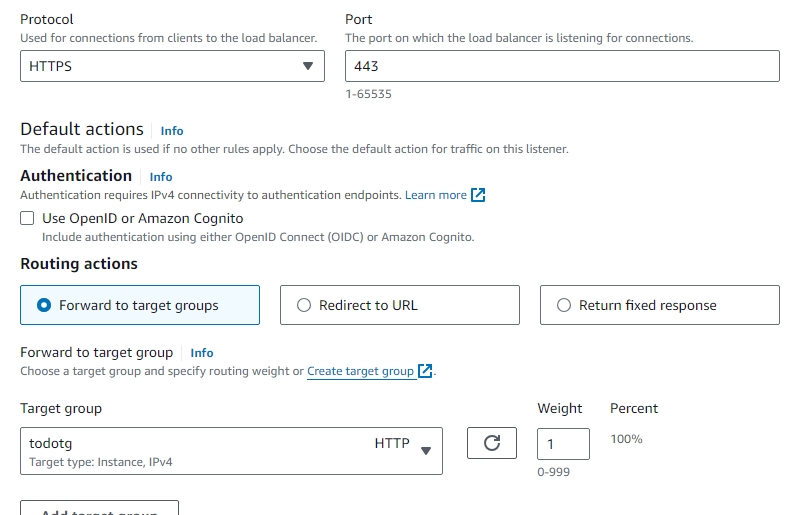 Protocol
Used for connections from clients to the load balancer.
HTTPS
Port
The port on which the load balancer is listening for connections.
443
1-65535
Default actions Info
The default action is used if no other rules apply. Choose the default action for traffic on this listener.
Authentication Info
Authentication requires IPv4 connectivity to authentication endpoints. Learn more
Use OpenID or Amazon Cognito
Include authentication using either OpenID Connect (OIDC) or Amazon Cognito.
Routing actions
Forward to target groups
Redirect to URL
Return fixed response
Forward to target group Info
Choose a target group and specify routing weight or Create target group.
Target group
todotg
HTTP
Target type: Instance, IPv4
Weight
1
0-999
Percent
100%
Add target group